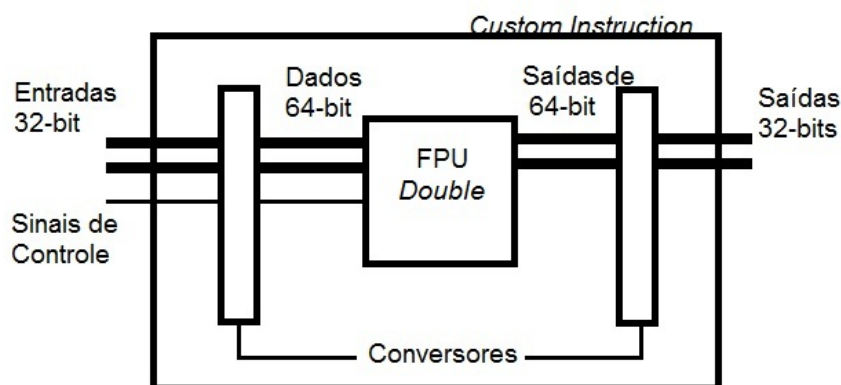 Custom Instruction
Entradas
32-bit
Dados
64-bit
Saídasde
64-bit
Saídas
32-bits
FPU
Double
Sinais de
Controle
Conversores